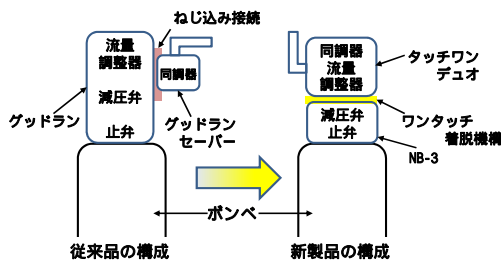 ねじ込み接続
流量
調整器
減圧弁
止弁
同調器
グッドラン
グッドラン
セーバー
従来品の構成
ボンベ
同調器
流量
調整器
減圧弁
止弁
タッチワン
デュオ
ワンタッチ
着脱機構
NB-3
新製品の構成